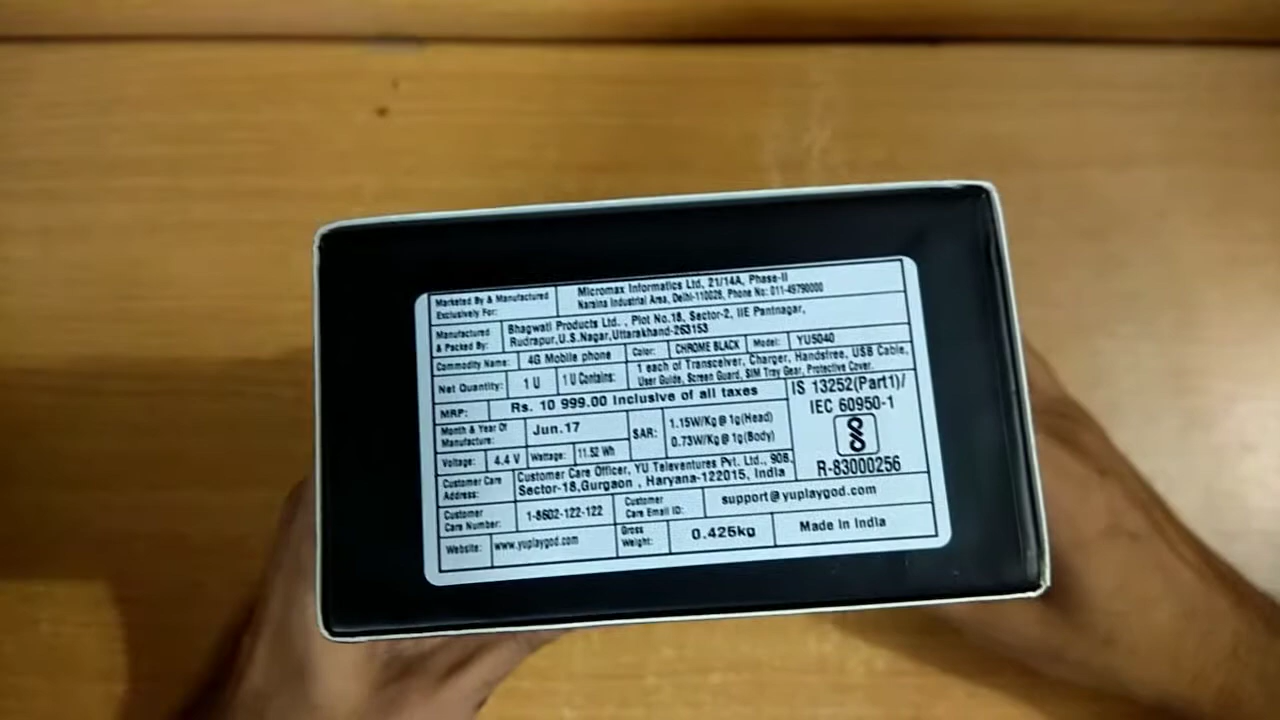 Marketed By & Manufactured
Exclusively For:
Micromax Informatics Ltd, 21/14A, Phase-II
Naraina Industrial Area, Delhi-110028, Phone No: 011-49790000
Manufactured
& Packed By:
Bhagwati Products Ltd. , Plot No.18, Sector-2, IIE Pantnagar,
Rudrapur,U.S.Nagar,Uttarakhand-263153
Commodity Name: 4G Mobile phone Color: CHROME BLACK Model: YU5040
Net Quantity: 1 U 1 U Contains:
1 each of Transceiver, Charger, Handsfree, USB Cable,
User Guide, Screen Guard, SIM Tray Gear, Protective Cover.
MRP: Rs. 10 999.00 Inclusive of all taxes
Month & Year Of
Manufacture:
Jun.17
SAR:
1.15W/Kg @ 1g(Head)
0.73W/Kg @ 1g(Body)
Voltage: 4.4 V Wattage: 11.52 Wh
IS 13252(Part1)/
IEC 60950-1
R-83000256
Customer Care
Address:
Customer Care Officer, YU Televentures Pvt. Ltd., 908,
Sector-18,Gurgaon , Haryana-122015, India
Customer
Care Number:
1-8602-122-122
Customer
Care Email ID:
support@yuplaygod.com
Website: www.yuplaygod.com
Gross
Weight:
0.425kg
Made In India